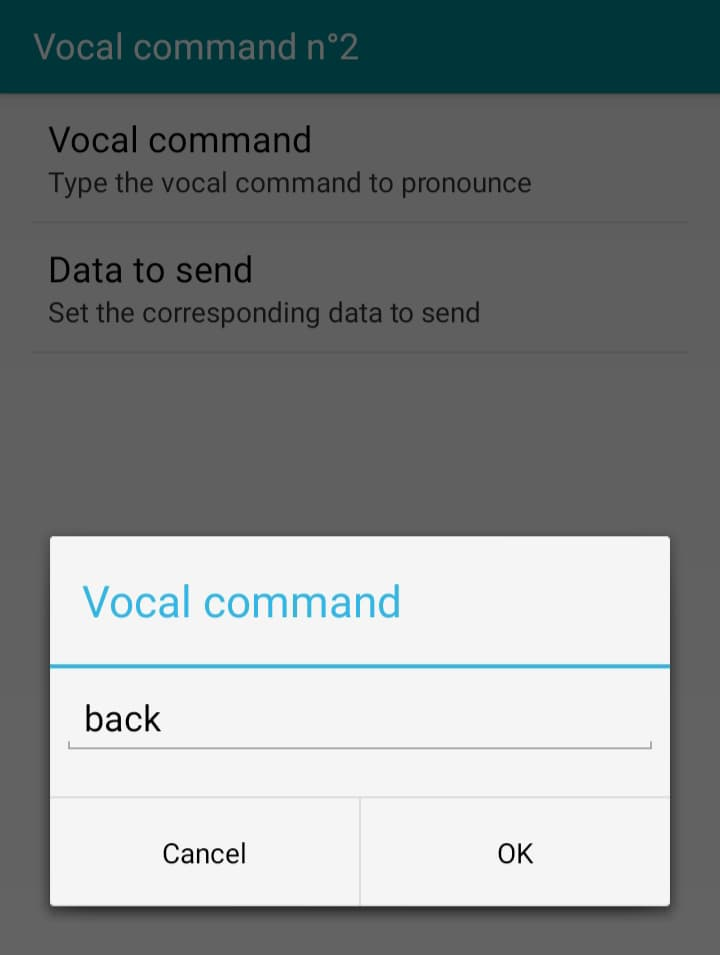 Vocal command n°2
Vocal command
Type the vocal command to pronounce
Data to send
Set the corresponding data to send
Vocal command
back
Cancel
OK